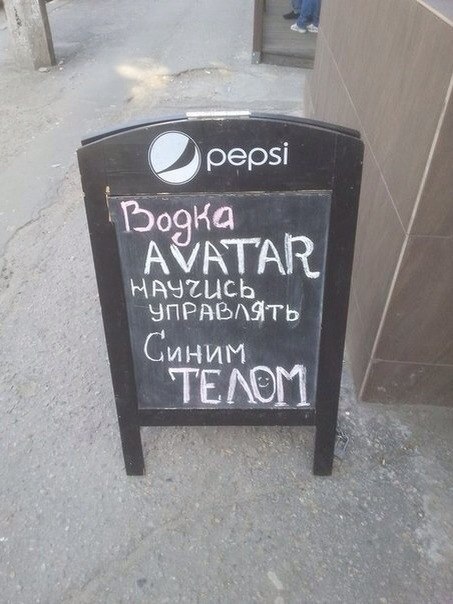 pepsi
Водка
AVATAR
НАУЧИСЬ
УПРАВЛЯТЬ
Синим
ТЕЛОМ